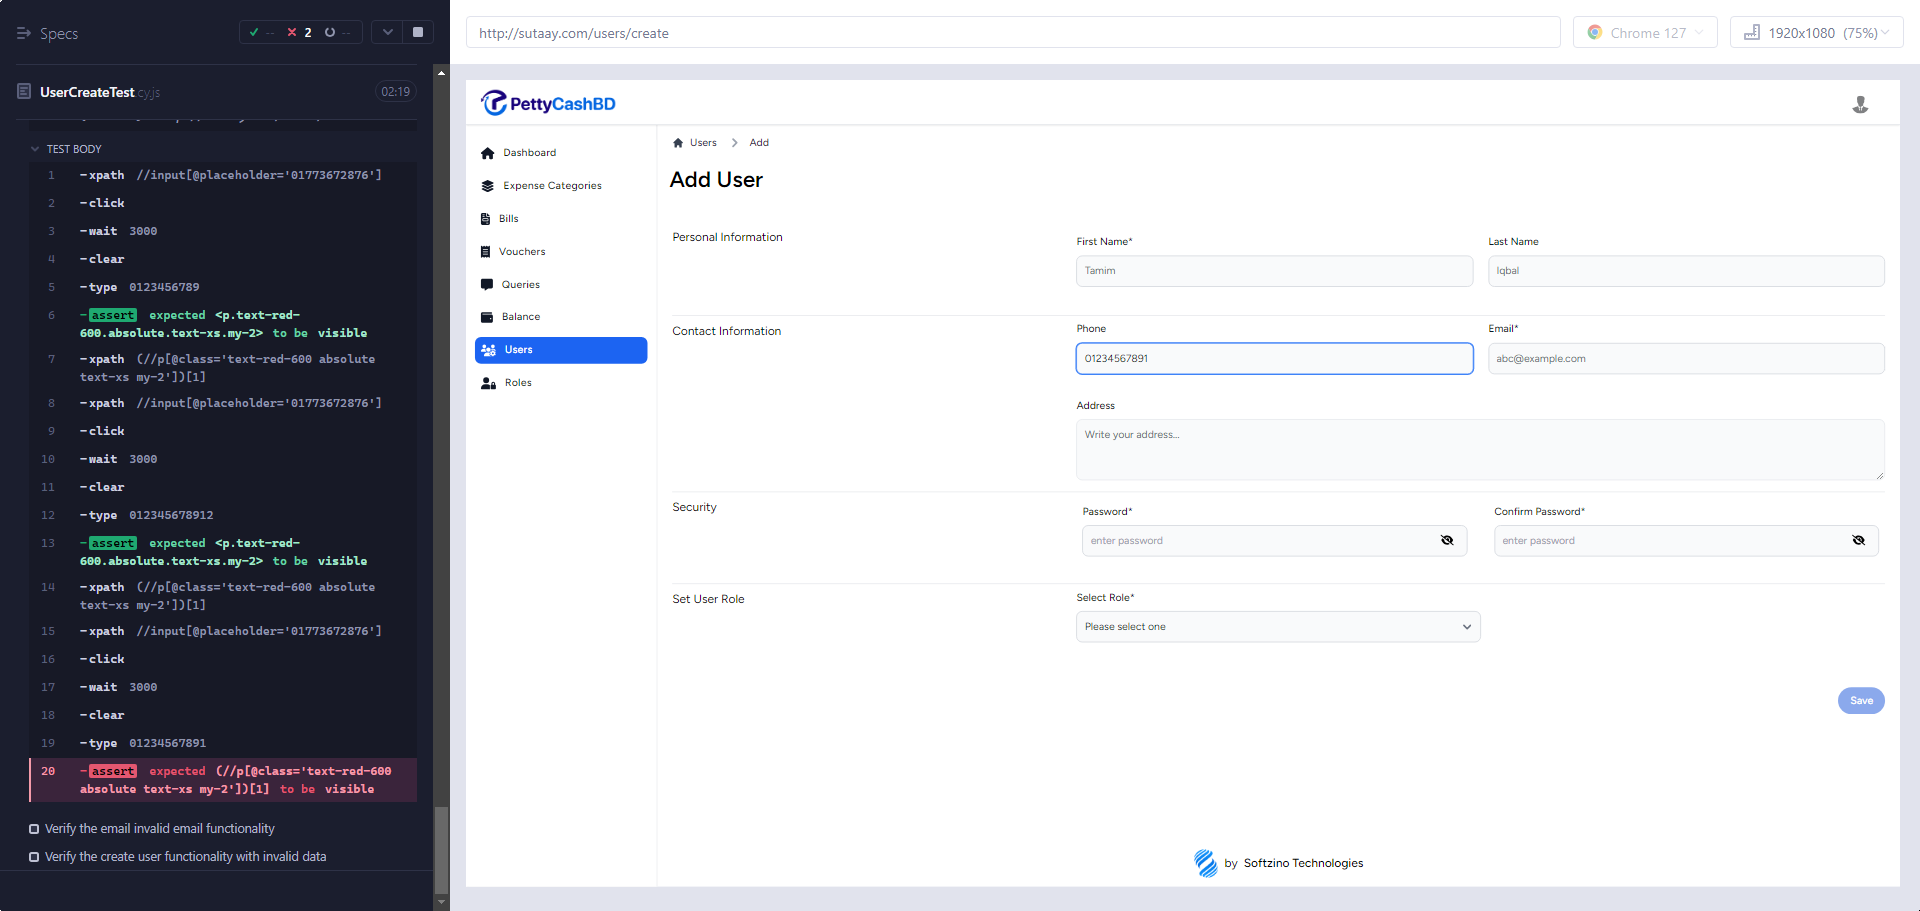 Specs
-- 2 --
UserCreateTest.cy.js
02:19
TEST BODY
1 -xpath //input[@placeholder='01773672876']
2 -click
3 -wait 3000
4 -clear
5 -type 0123456789
6 -assert expected <p.text-red-
600.absolute.text-xs.my-2> to be visible
7 -xpath (//p[@class='text-red-600 absolute
text-xs my-2'])[1]
8 -xpath //input[@placeholder='01773672876']
9 -click
10 -wait 3000
11 -clear
12 -type 012345678912
13 -assert expected <p.text-red-
600.absolute.text-xs.my-2> to be visible
14 -xpath (//p[@class='text-red-600 absolute
text-xs my-2'])[1]
15 -xpath //input[@placeholder='01773672876']
16 -click
17 -wait 3000
18 -clear
19 -type 01234567891
20 -assert expected (//p[@class='text-red-600
absolute text-xs my-2'])[1] to be visible
Verify the email invalid email functionality
Verify the create user functionality with invalid data
http://sutaay.com/users/create
Chrome 127
1920x1080 (75%)
PettyCashBD
Dashboard
Expense Categories
Bills
Vouchers
Queries
Balance
Users
Roles
Users > Add
Add User
Personal Information
First Name*
Last Name
Tamim
Iqbal
Contact Information
Phone
Email*
01234567891
abc@example.com
Address
Write your address...
Security
Password*
Confirm Password*
enter password
enter password
Set User Role
Select Role*
Please select one
Save
by Softzino Technologies